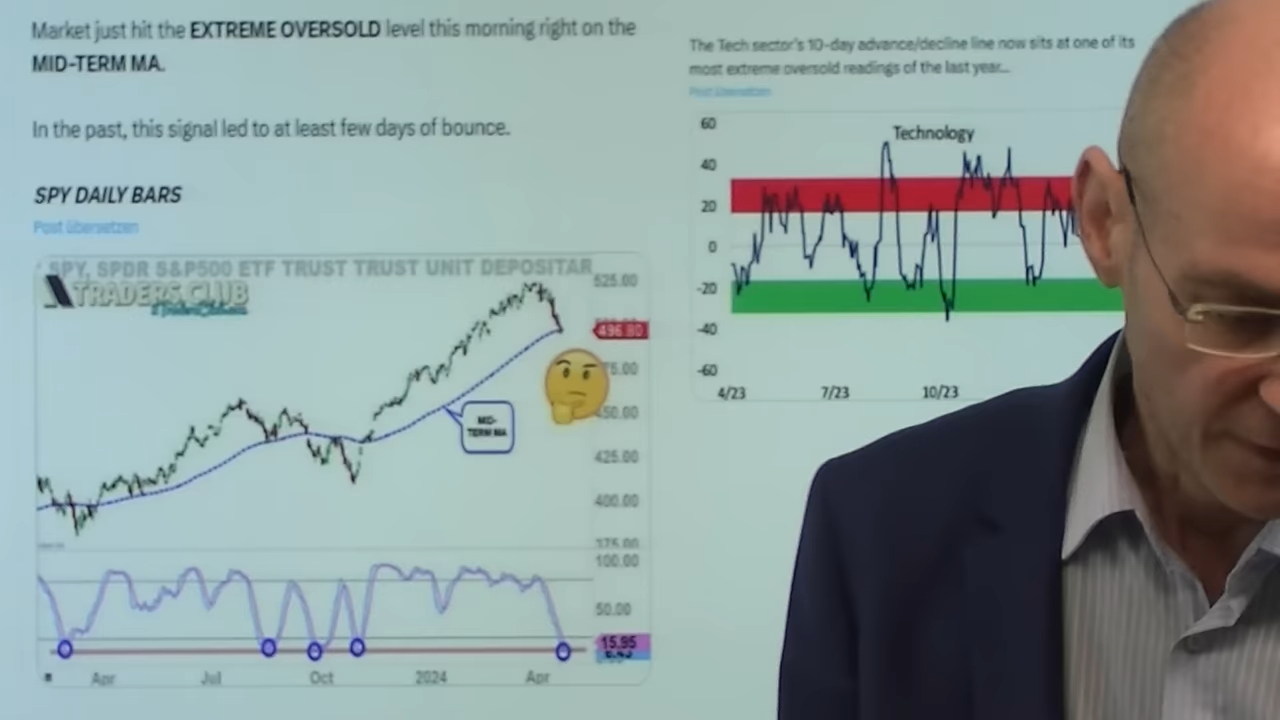 Market just hit the EXTREME OVERSOLD level this morning right on the
MID-TERM MA.
In the past, this signal led to at least few days of bounce.
SPY DAILY BARS
Post übersetzen
SPY, SPDR S&P500 ETF TRUST TRUST UNIT DEPOSITAR
TRADERS CLUB
525.00
496.80
75.00
450.00
MID-
TERM MA
425.00
400.00
375.00
100.00
50.00
15.95
Apr Jul Oct 2024 Apr
The Tech sector's 10-day advance/decline line now sits at one of its
most extreme oversold readings of the last year...
Post übersetzen
Technology
60
40
20
0
-20
-40
-60
4/23 7/23 10/23